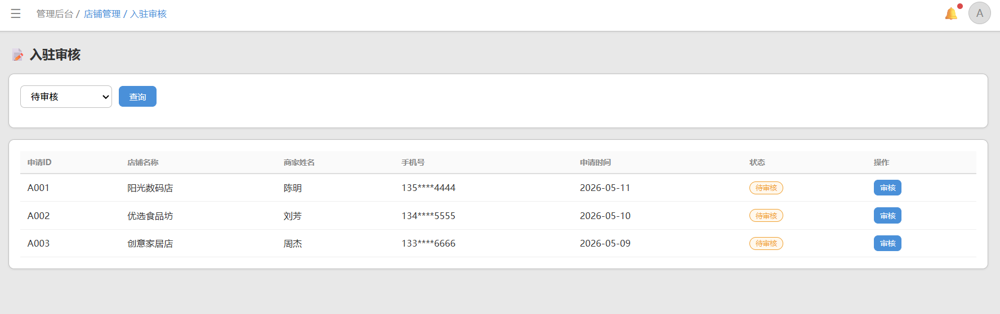 管理后台 / 店铺管理 / 入驻审核
A
入驻审核
待审核 查询
申请ID 店铺名称 商家姓名 手机号 申请时间 状态 操作
A001 阳光数码店 陈明 135****4444 2026-05-11 待审核 审核
A002 优选食品坊 刘芳 134****5555 2026-05-10 待审核 审核
A003 创意家居店 周杰 133****6666 2026-05-09 待审核 审核